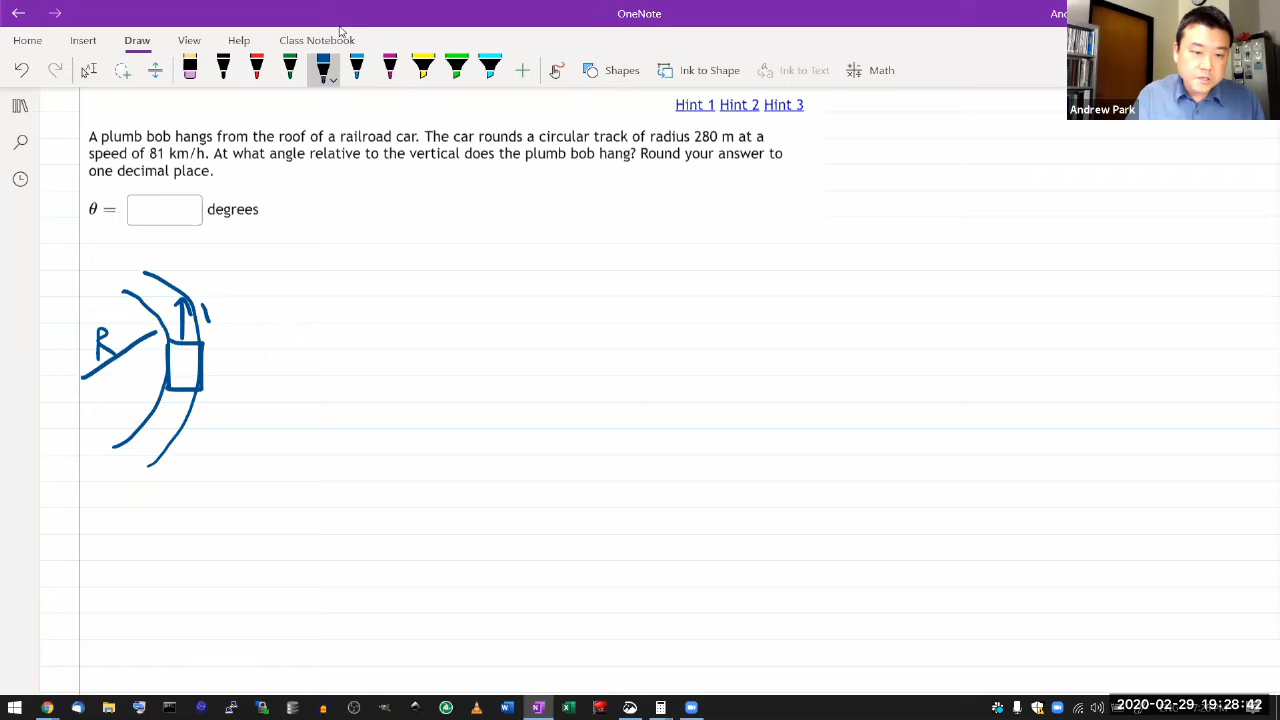 OneNote
An
Home Insert Draw View Help Class Notebook
Shapes Ink to Shape Ink to Text Math
Andrew Park
Hint 1 Hint 2 Hint 3
A plumb bob hangs from the roof of a railroad car. The car rounds a circular track of radius 280 m at a
speed of 81 km/h. At what angle relative to the vertical does the plumb bob hang? Round your answer to
one decimal place.
θ = degrees
R
2020-02-29 19:28:42